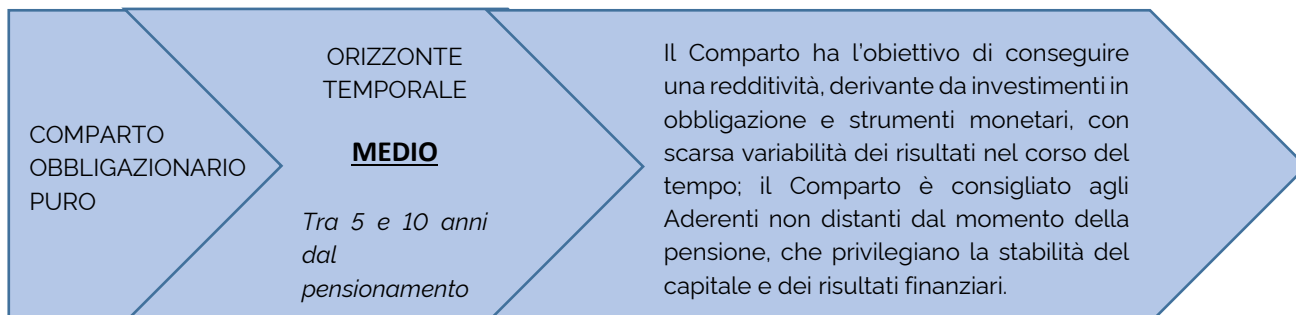 COMPARTO
OBBLIGAZIONARIO
PURO
ORIZZONTE
TEMPORALE
MEDIO
Tra 5 e 10 anni
dal
pensionamento
Il Comparto ha l’obiettivo di conseguire
una redditività, derivante da investimenti in
obbligazione e strumenti monetari, con
scarsa variabilità dei risultati nel corso del
tempo; il Comparto è consigliato agli
Aderenti non distanti dal momento della
pensione, che privilegiano la stabilità del
capitale e dei risultati finanziari.